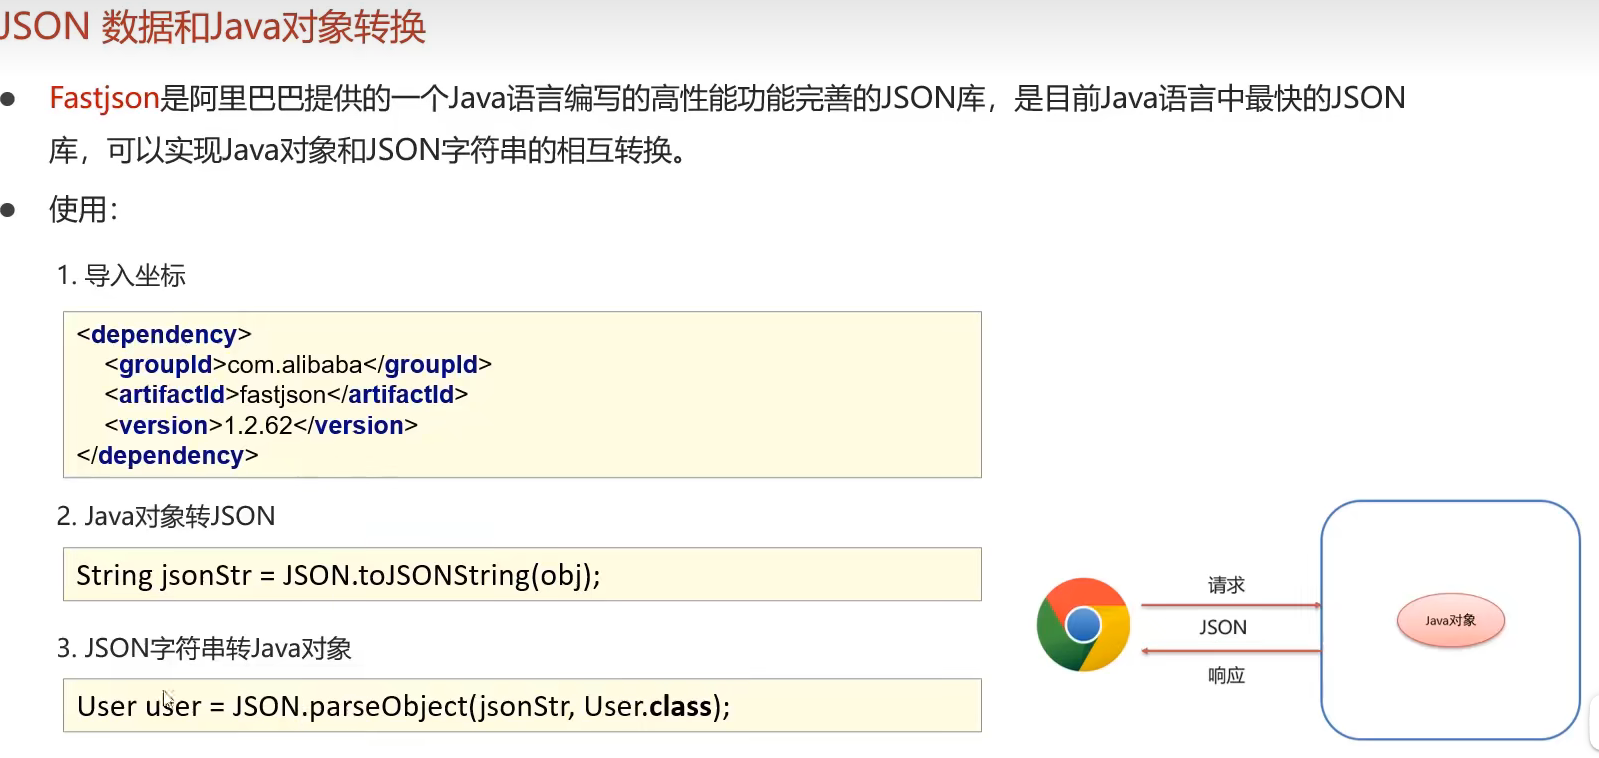 JSON 数据和Java对象转换
Fastjson是阿里巴巴提供的一个Java语言编写的高性能功能完善的JSON库，是目前Java语言中最快的JSON
库，可以实现Java对象和JSON字符串的相互转换。
使用：
1. 导入坐标
<dependency>
<groupId>com.alibaba</groupId>
<artifactId>fastjson</artifactId>
<version>1.2.62</version>
</dependency>
2. Java对象转JSON
String jsonStr = JSON.toJSONString(obj);
3. JSON字符串转Java对象
User user = JSON.parseObject(jsonStr, User.class);
请求
JSON
响应
Java对象